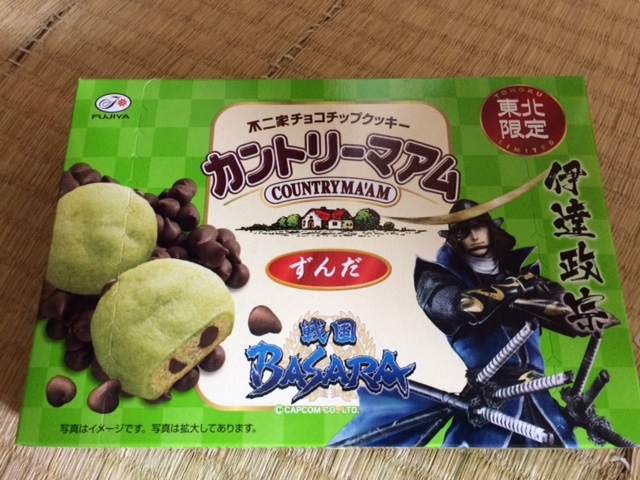 FUJIYA
不二家チョコチップクッキー
カントリーマアム
COUNTRY MA'AM
ずんだ
戦国
BASARA
©CAPCOM CO., LTD.
TOHOKU
東北
限定
LIMITED
伊達政宗
写真はイメージです。写真は拡大してあります。